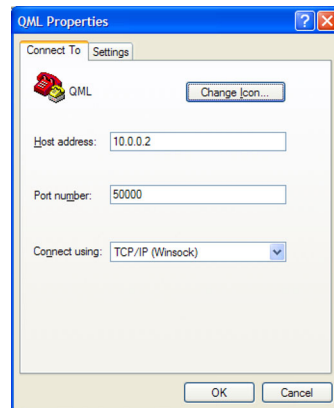 QML Properties
Connect To Settings
QML Change Icon...
Host address: 10.0.0.2
Port number: 50000
Connect using: TCP/IP (Winsock)
OK Cancel